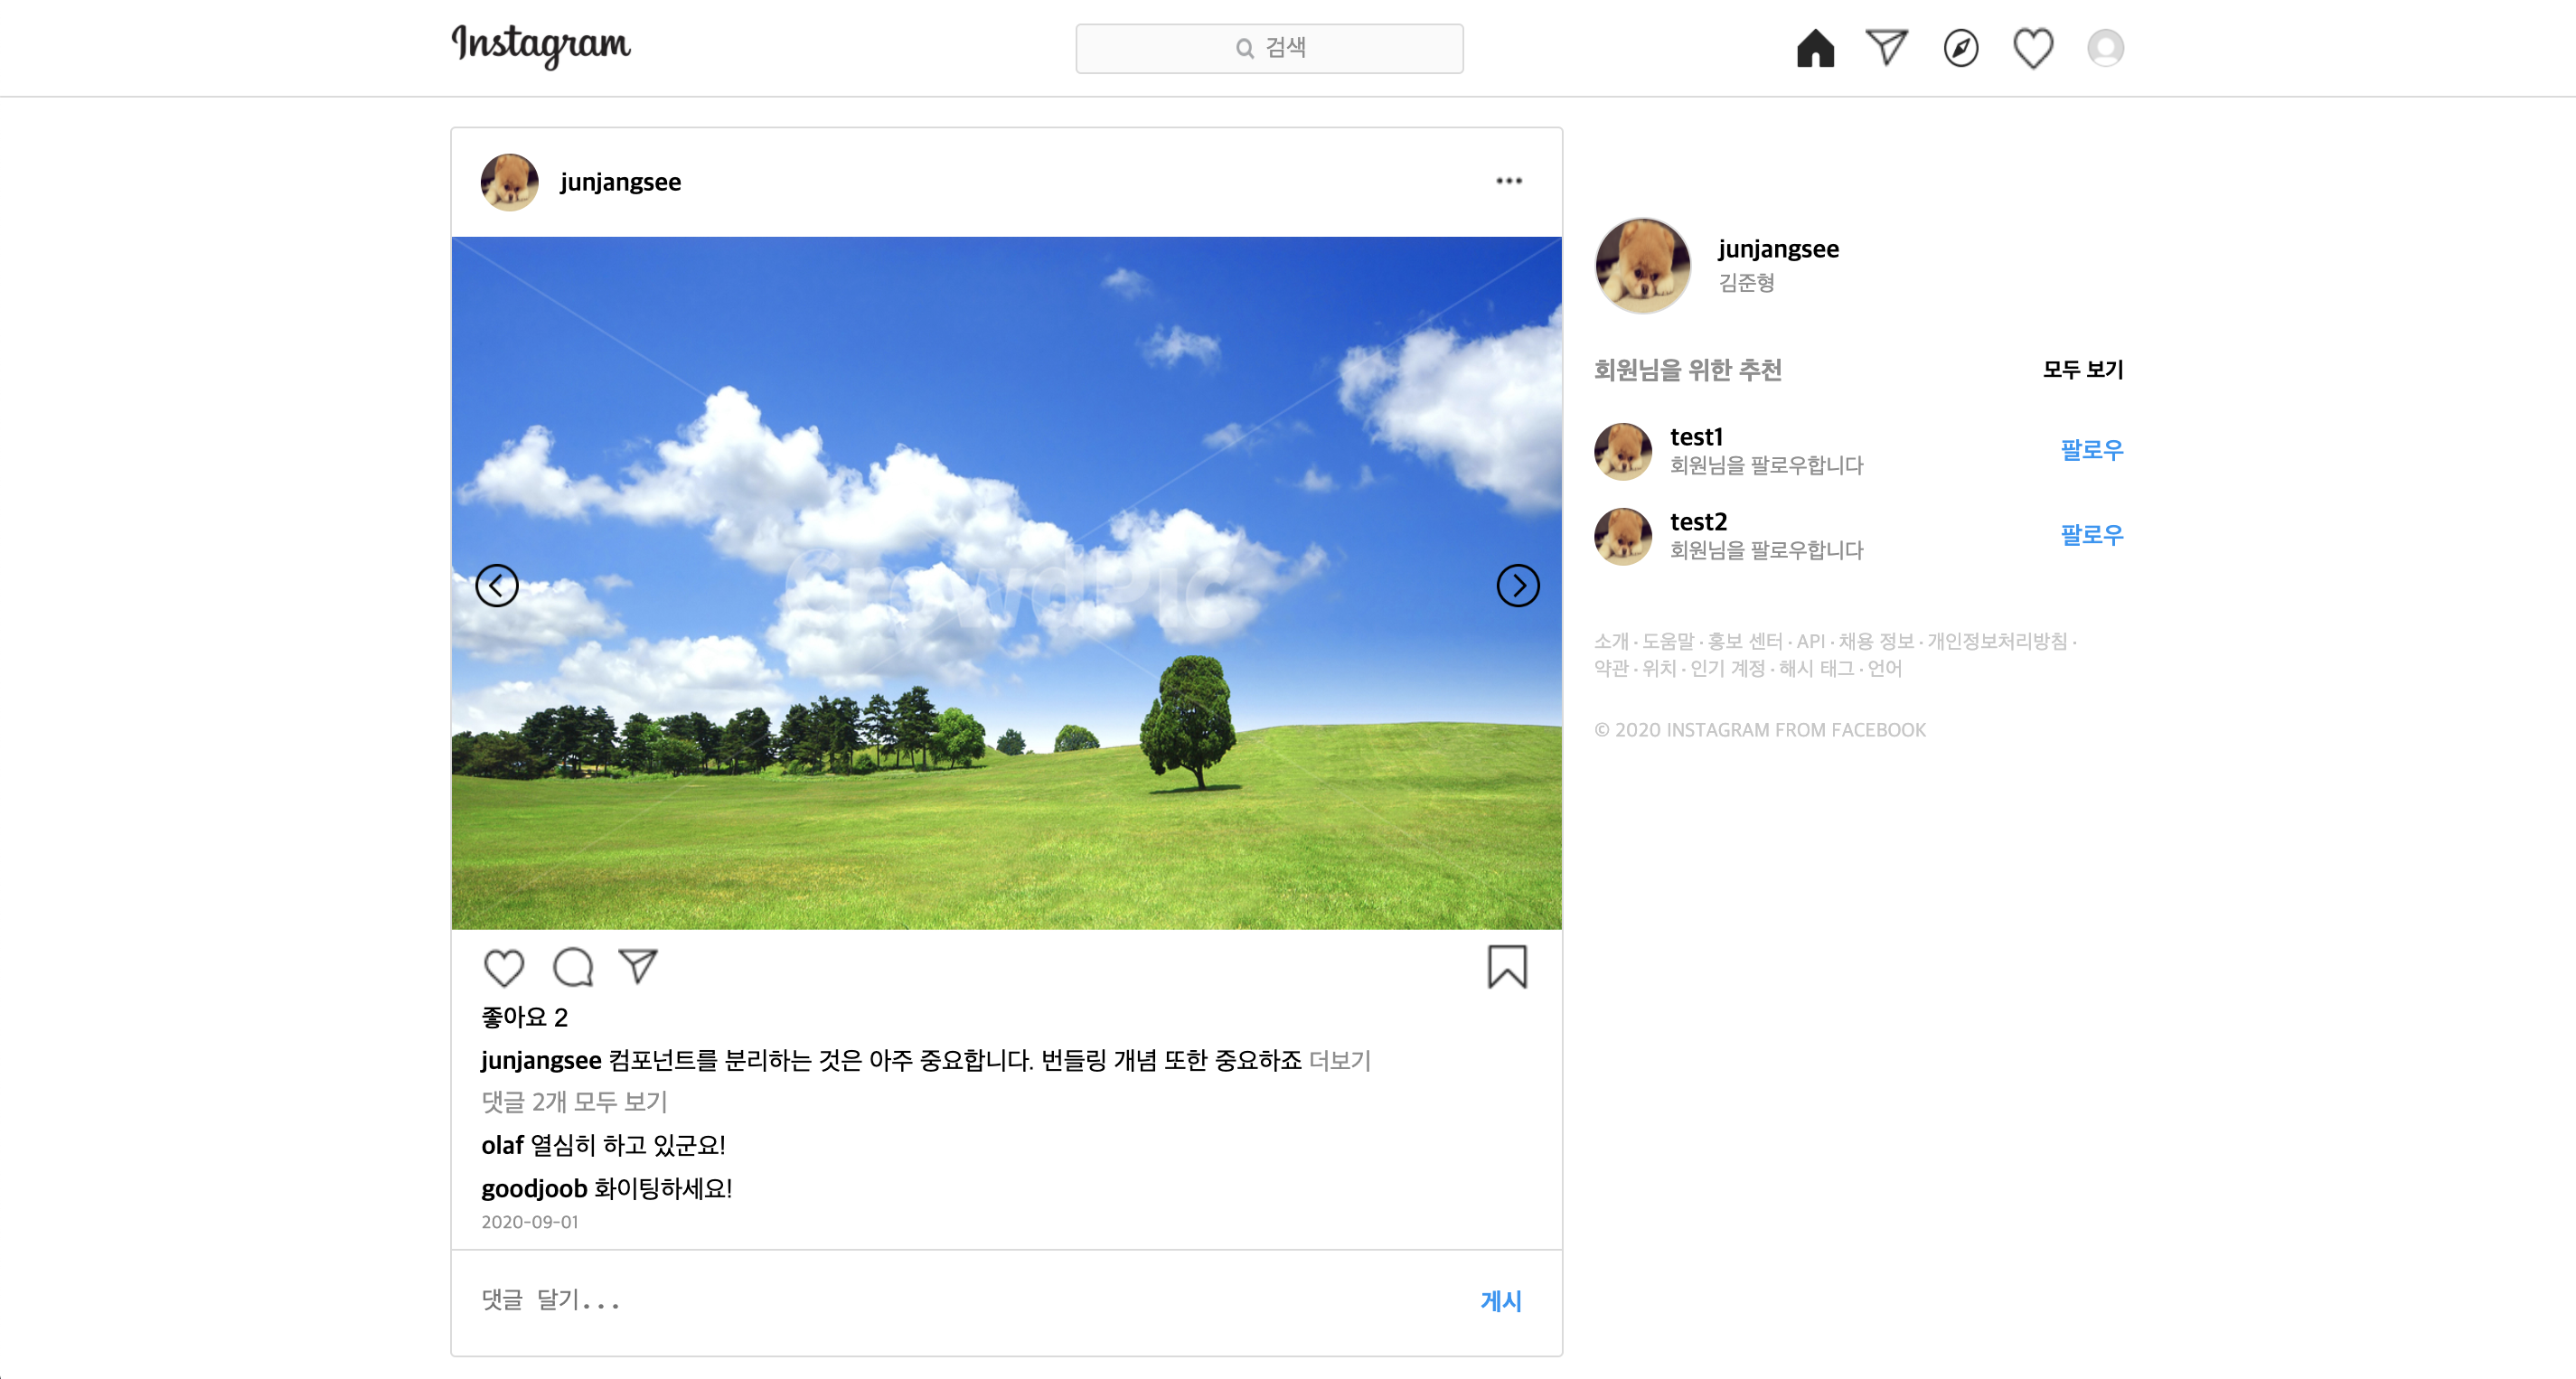 Instagram
검색
junjangsee
CrowdPic
좋아요 2
junjangsee 컴포넌트를 분리하는 것은 아주 중요합니다. 번들링 개념 또한 중요하죠 더보기
댓글 2개 모두 보기
olaf 열심히 하고 있군요!
goodjoob 화이팅하세요!
2020-09-01
댓글 달기...
게시
junjangsee
김준형
회원님을 위한 추천
모두 보기
test1
회원님을 팔로우합니다
팔로우
test2
회원님을 팔로우합니다
팔로우
소개 · 도움말 · 홍보 센터 · API · 채용 정보 · 개인정보처리방침 ·
약관 · 위치 · 인기 계정 · 해시 태그 · 언어
© 2020 INSTAGRAM FROM FACEBOOK